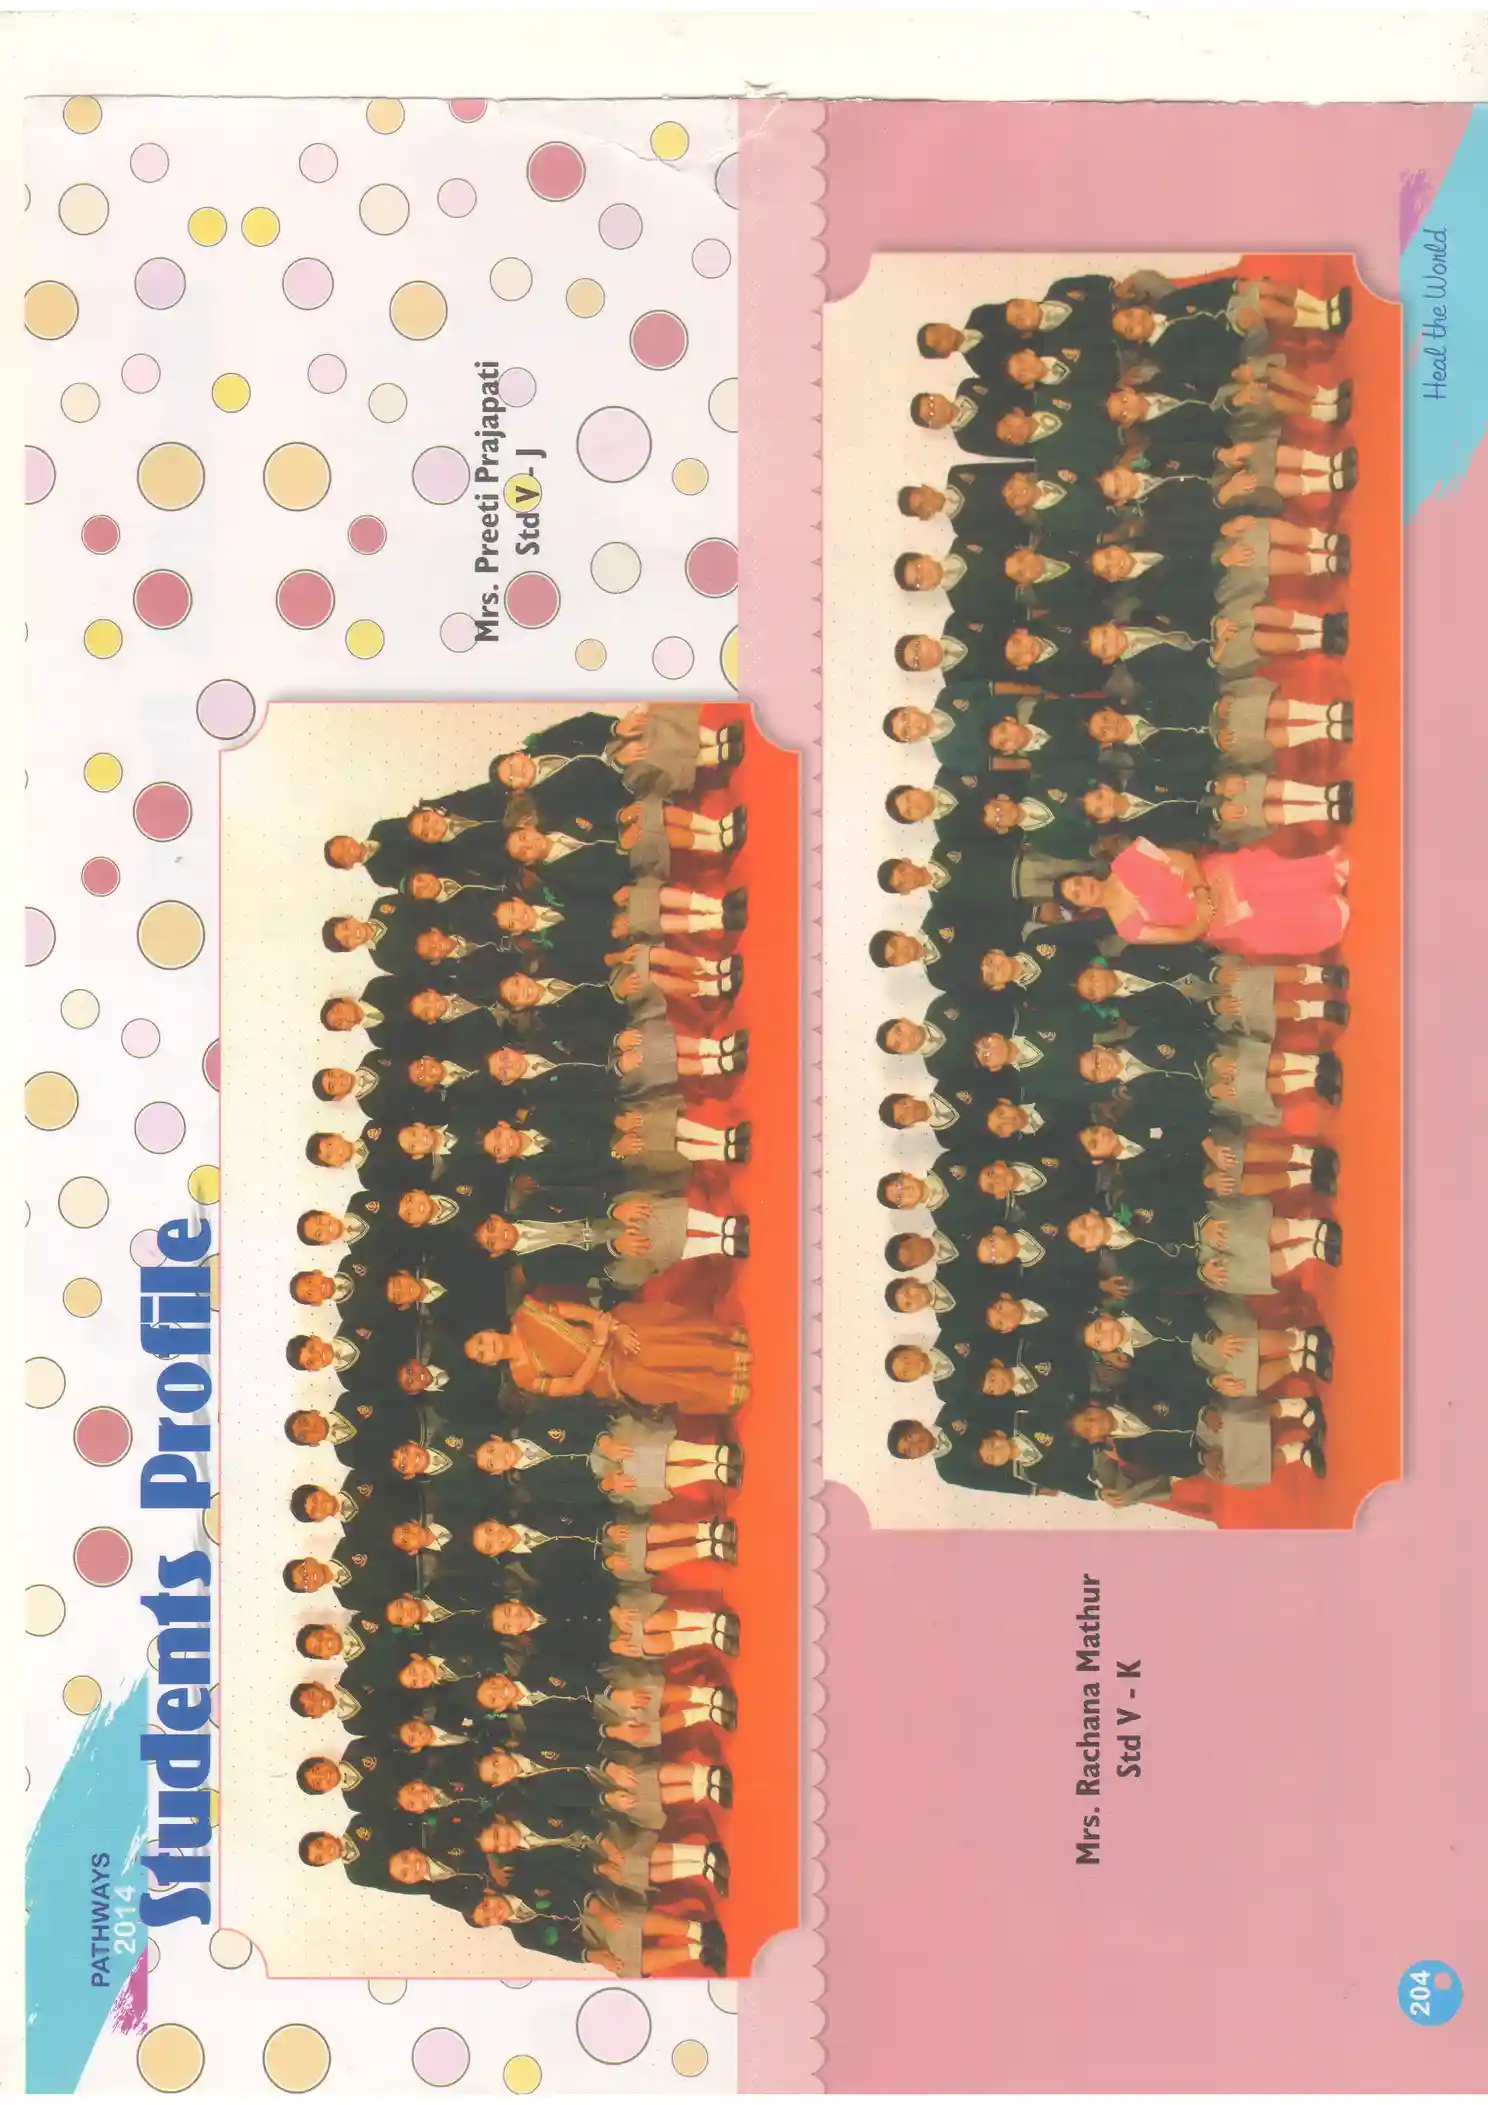 PATHWAYS
2014
Students Profile
Mrs. Preeti Prajapati
Std V - J
Mrs. Rachana Mathur
Std V - K
204
Heal the World